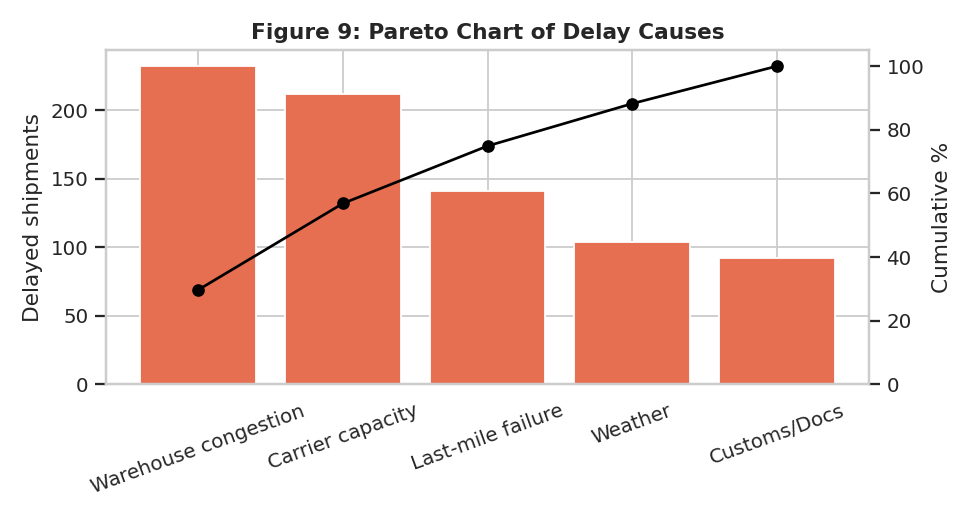 Figure 9: Pareto Chart of Delay Causes
Delayed shipments
200
150
100
50
0
100
80
60
40
20
0
Cumulative %
Warehouse congestion
Carrier capacity
Last-mile failure
Weather
Customs/Docs